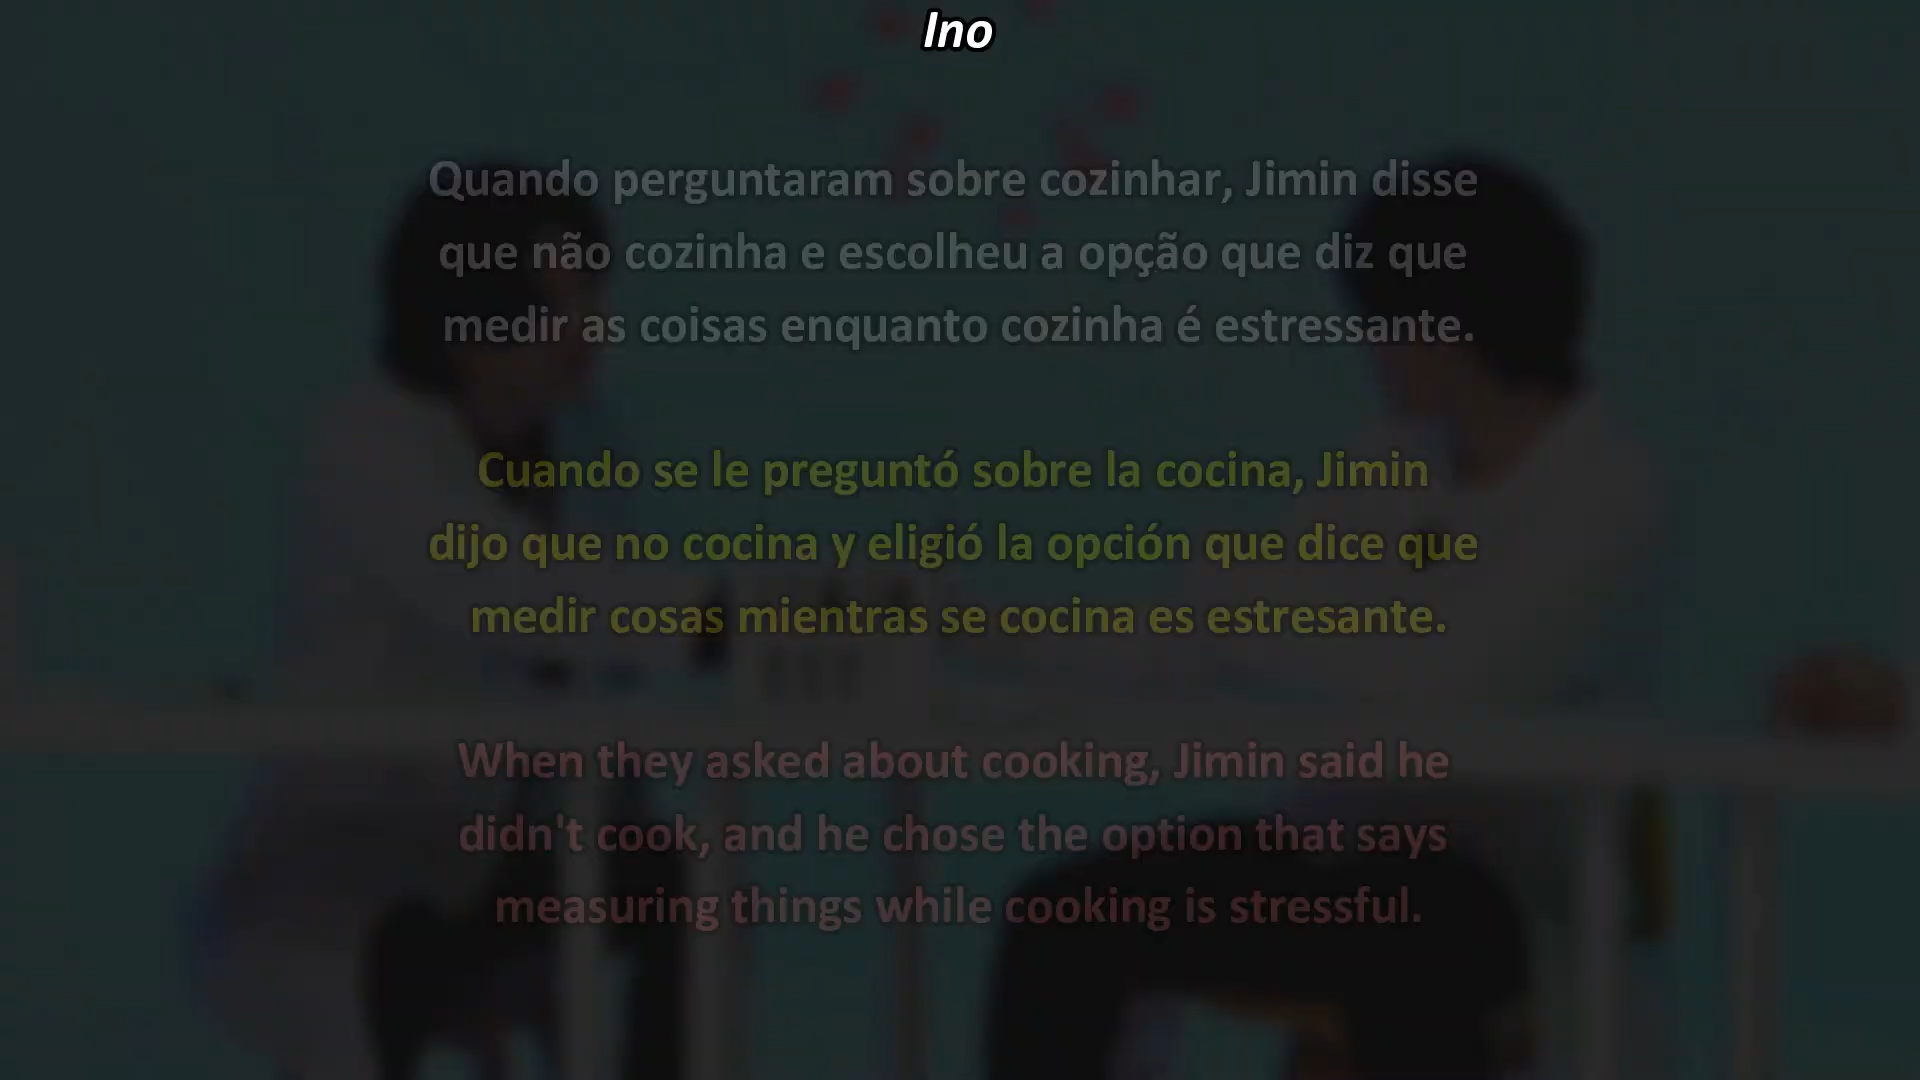 Ino
Quando perguntaram sobre cozinhar, Jimin disse
que não cozinha e escolheu a opção que diz que
medir as coisas enquanto cozinha é estressante.
Cuando se le preguntó sobre la cocina, Jimin
dijo que no cocina y eligió la opción que dice que
medir cosas mientras se cocina es estresante.
When they asked about cooking, Jimin said he
didn't cook, and he chose the option that says
measuring things while cooking is stressful.